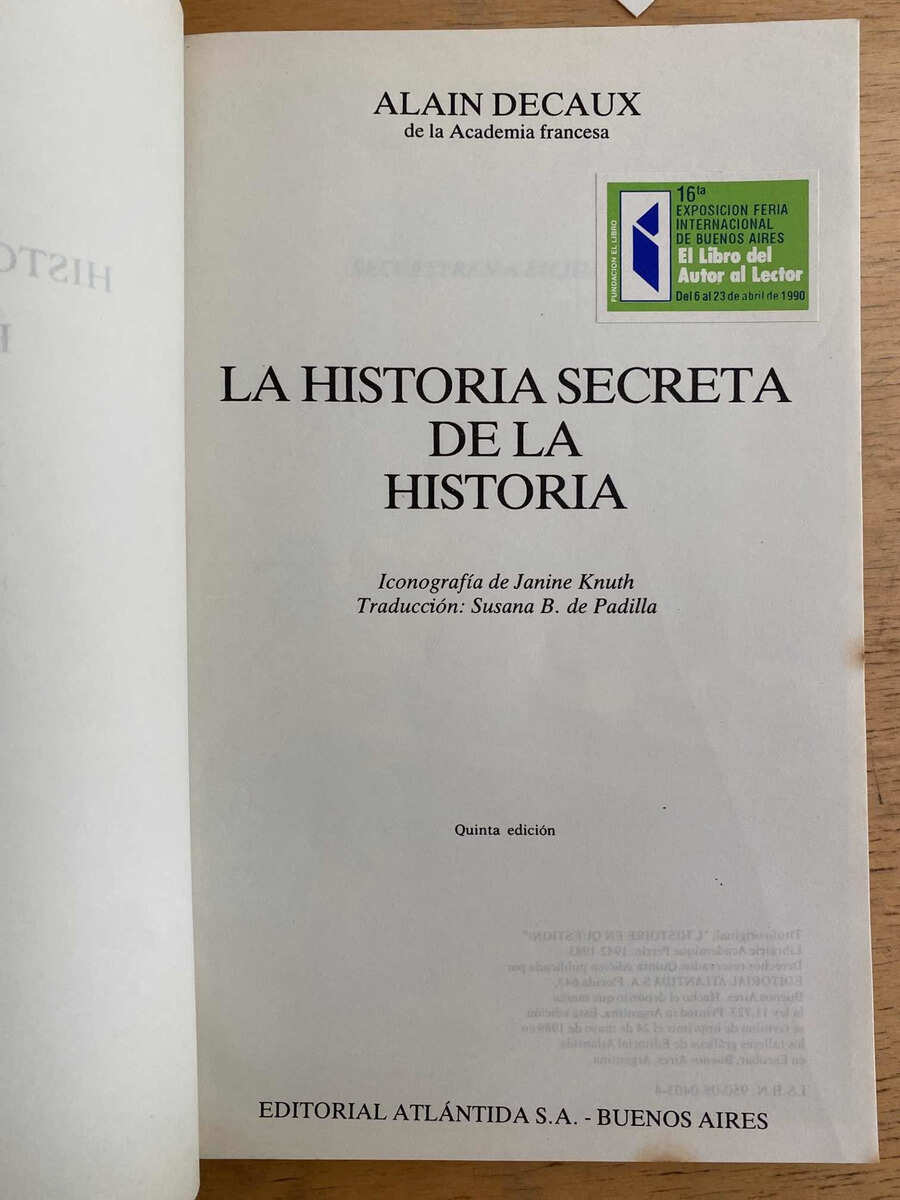 ALAIN DECAUX
de la Academia francesa
FUNDACION EL LIBRO
16ta
EXPOSICION FERIA
INTERNACIONAL
DE BUENOS AIRES
El Libro del
Autor al Lector
Del 6 al 23 de abril de 1990
LA HISTORIA SECRETA
DE LA
HISTORIA
Iconografía de Janine Knuth
Traducción: Susana B. de Padilla
Quinta edición
EDITORIAL ATLÁNTIDA S.A. - BUENOS AIRES